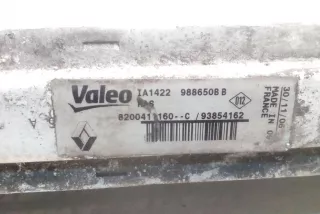 Valeo IA1422 9886508 B
012
8200411160--C / 93854162
30/11/06
MADE IN
FRANCE